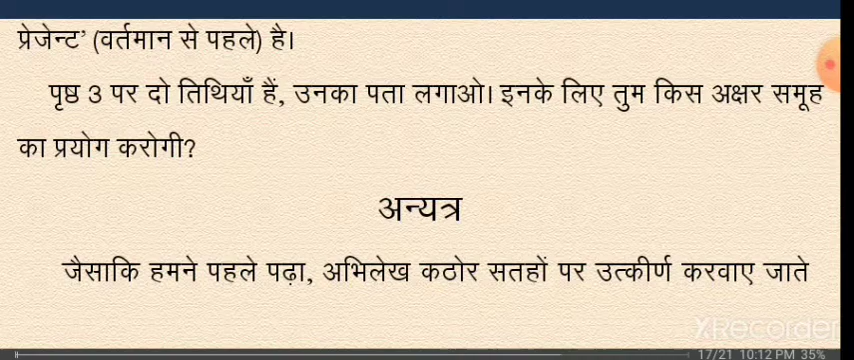 प्रेजेन्ट’ (वर्तमान से पहले) है।
पृष्ठ 3 पर दो तिथियाँ हैं, उनका पता लगाओ। इनके लिए तुम किस अक्षर समूह
का प्रयोग करोगी?
अन्यत्र
जैसाकि हमने पहले पढ़ा, अभिलेख कठोर सतहों पर उत्कीर्ण करवाए जाते
XRecorder
17/21 10:12 PM 35%